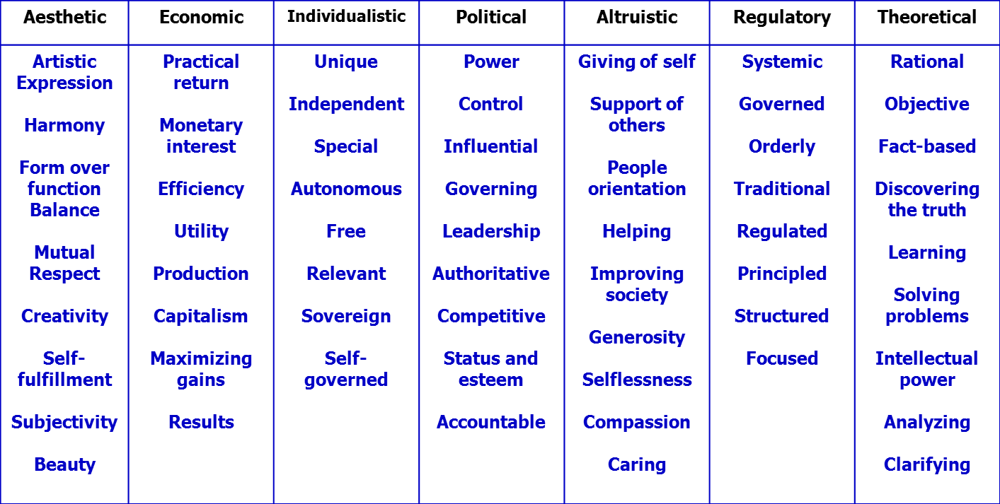 Aesthetic
Economic
Individualistic
Political
Altruistic
Regulatory
Theoretical
Artistic
Expression
Harmony
Form over
function
Balance
Mutual
Respect
Creativity
Self-
fulfillment
Subjectivity
Beauty
Practical
return
Monetary
interest
Efficiency
Utility
Production
Capitalism
Maximizing
gains
Results
Unique
Independent
Special
Autonomous
Free
Relevant
Sovereign
Self-
governed
Power
Control
Influential
Governing
Leadership
Authoritative
Competitive
Status and
esteem
Accountable
Giving of self
Support of
others
People
orientation
Helping
Improving
society
Generosity
Selflessness
Compassion
Caring
Systemic
Governed
Orderly
Traditional
Regulated
Principled
Structured
Focused
Rational
Objective
Fact-based
Discovering
the truth
Learning
Solving
problems
Intellectual
power
Analyzing
Clarifying